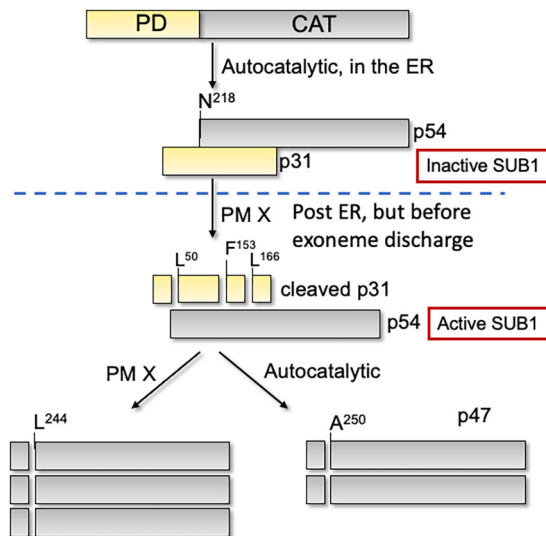 PD CAT
Autocatalytic, in the ER
N218
p54
p31
Inactive SUB1
PM X
Post ER, but before
exoneme discharge
L50 F153 L166
cleaved p31
p54
Active SUB1
PM X Autocatalytic
L244 A250 p47